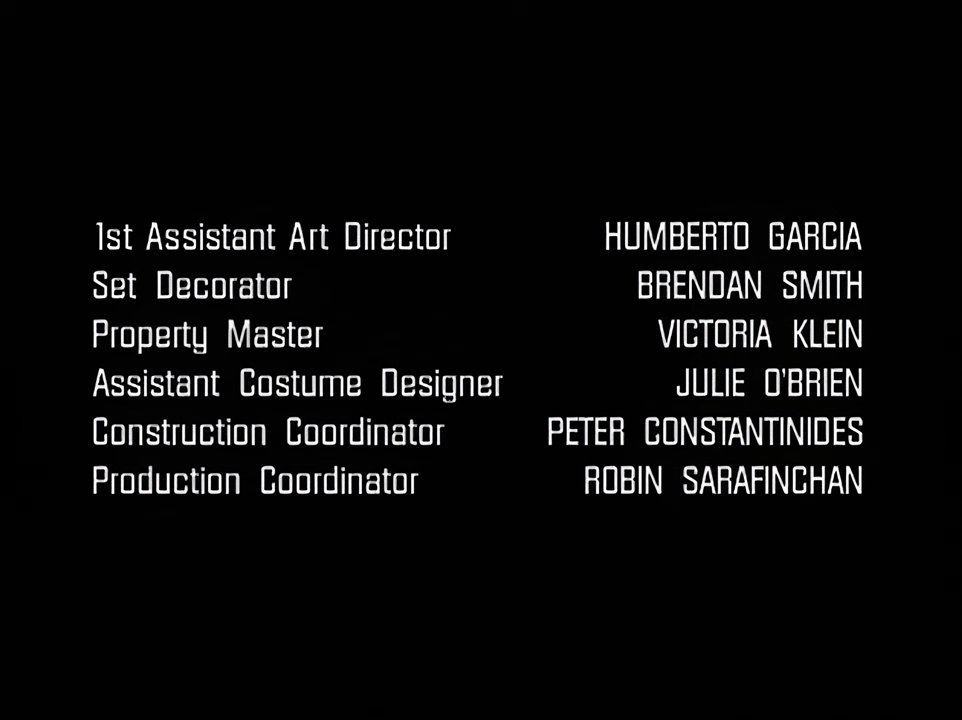 1st Assistant Art Director HUMBERTO GARCIA
Set Decorator BRENDAN SMITH
Property Master VICTORIA KLEIN
Assistant Costume Designer JULIE O'BRIEN
Construction Coordinator PETER CONSTANTINIDES
Production Coordinator ROBIN SARAFINCHAN